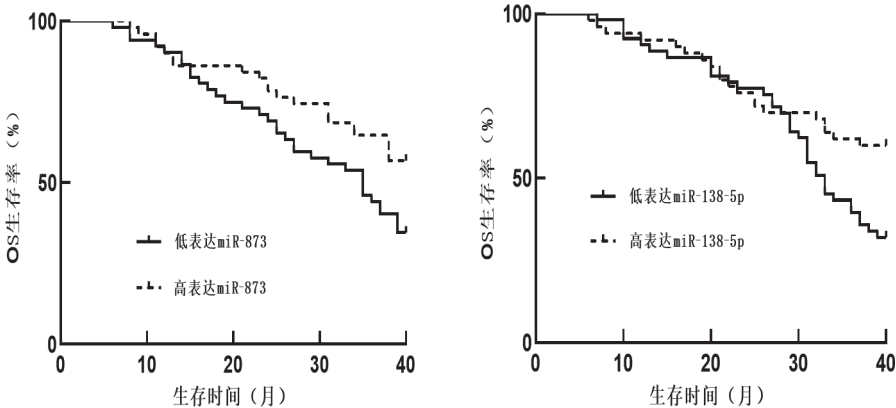 100
50
0
OS生存率（%）
低表达miR-873
高表达miR-873
0 10 20 30 40
生存时间（月）
100
50
0
OS生存率（%）
低表达miR-138-5p
高表达miR-138-5p
0 10 20 30 40
生存时间（月）